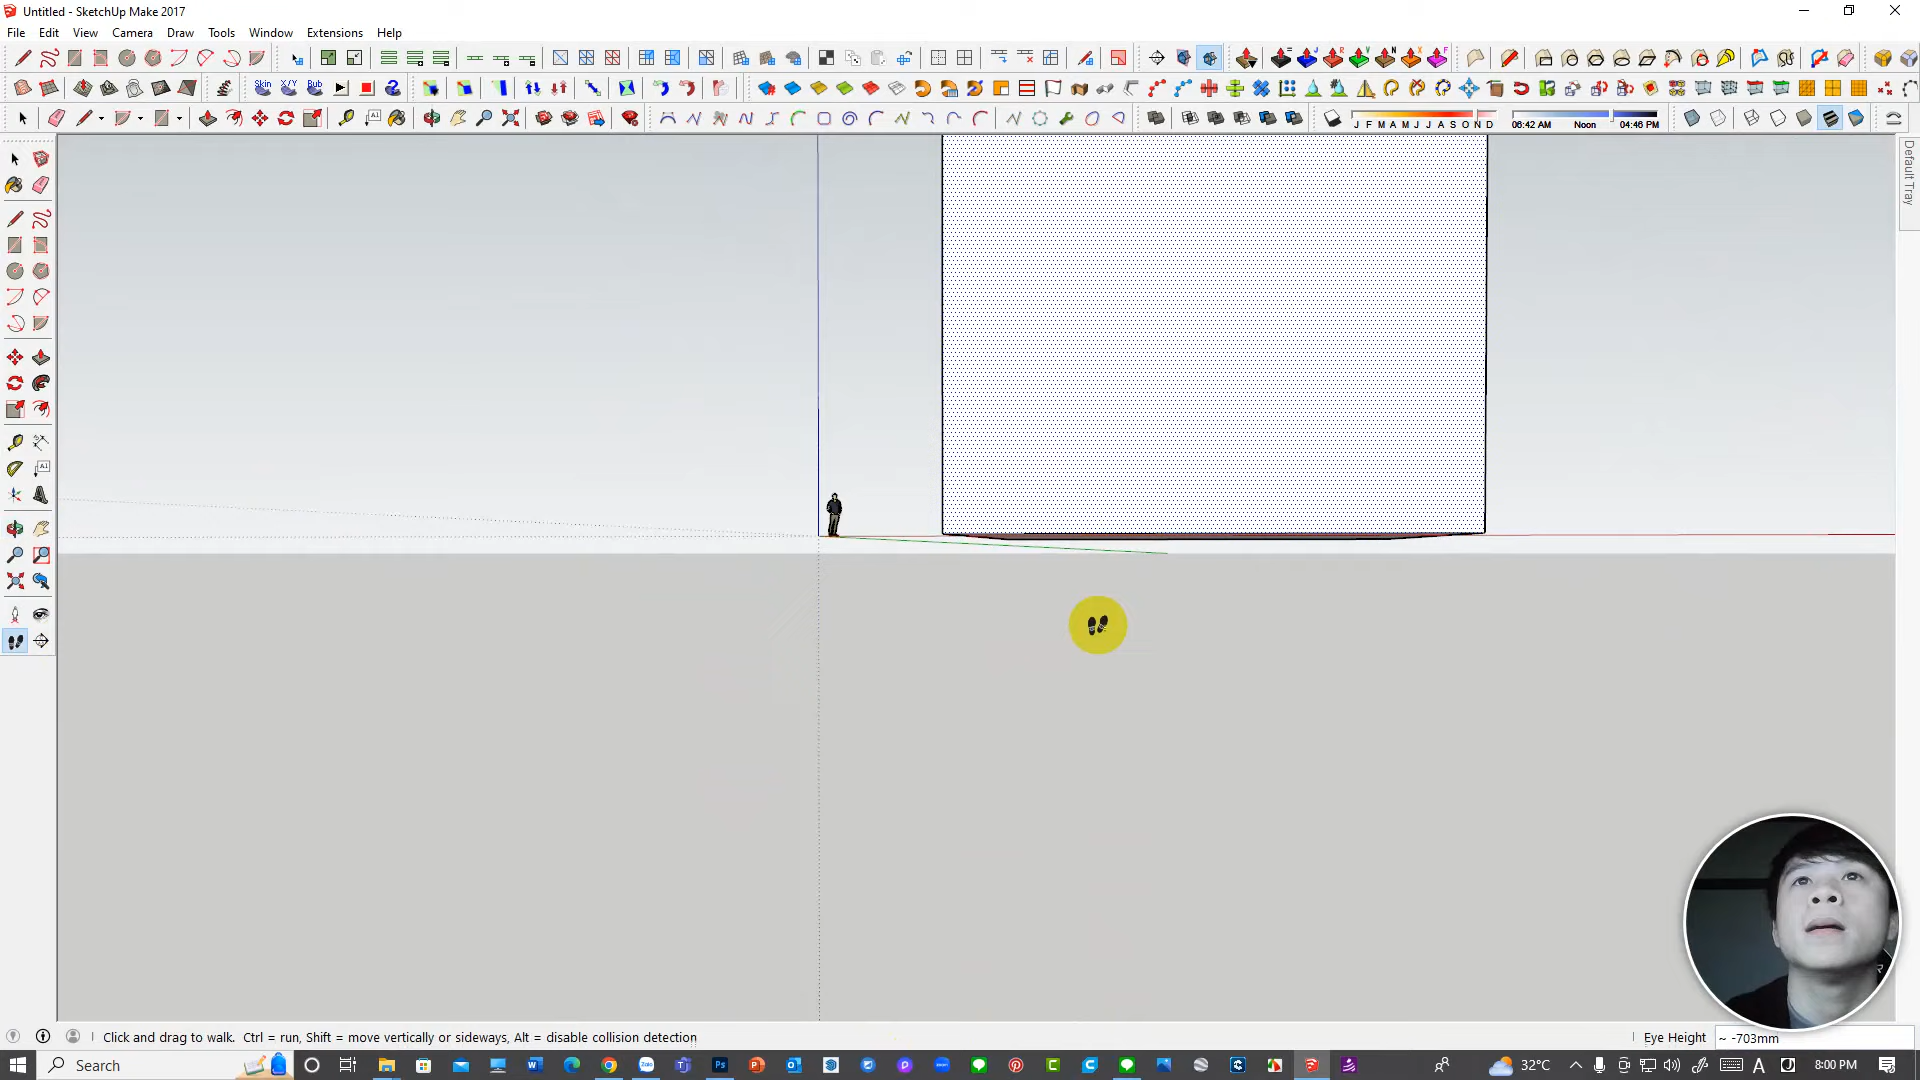 Untitled - SketchUp Make 2017
File Edit View Camera Draw Tools Window Extensions Help
Skin X/Y Bub
J F M A M J J A S O N D 06:42 AM Noon 04:46 PM
Default Tray
Click and drag to walk. Ctrl = run, Shift = move vertically or sideways, Alt = disable collision detection
Eye Height ~ -703mm
Search
32°C
8:00 PM